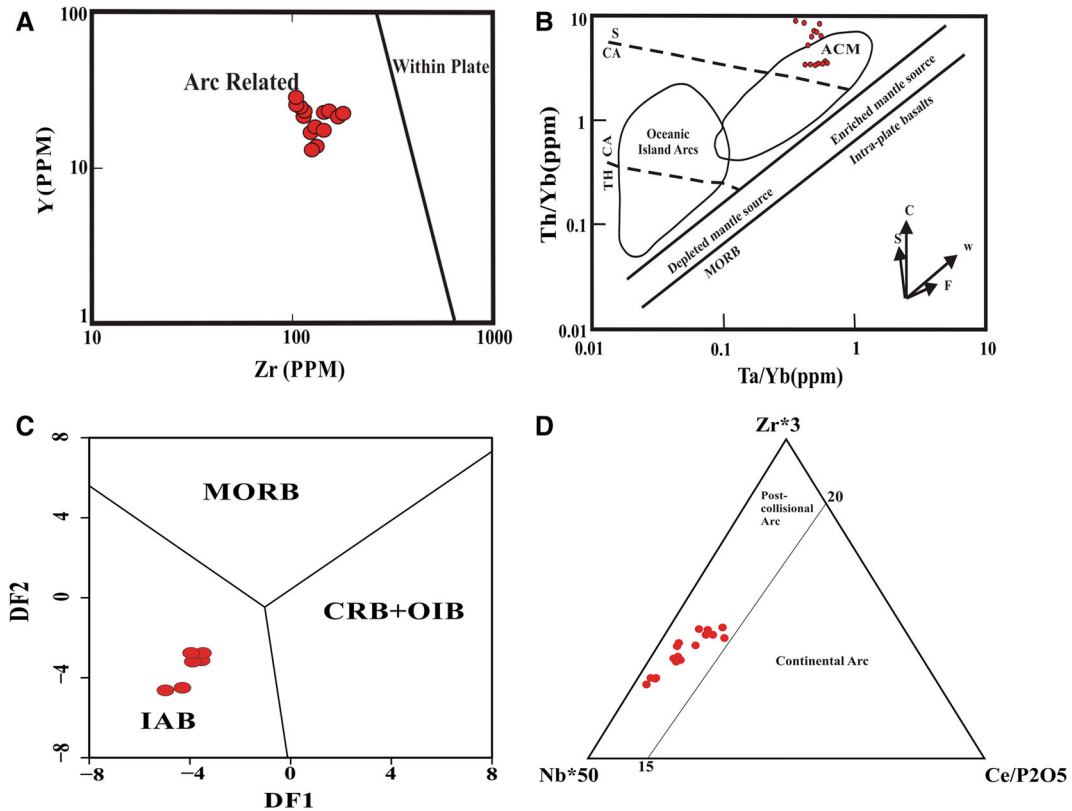 A
100
Y(PPM)
10
1
Arc Related
Within Plate
10
100
1000
Zr (PPM)
B
10
Th/Yb(ppm)
1
0.1
0.01
S
CA
ACM
Oceanic
Island Arcs
CA
TH
Enriched mantle source
Intra-plate basalts
Depleted mantle source
MORB
C
S
W
F
0.01
0.1
1
10
Ta/Yb(ppm)
C
8
4
DF2
0
-4
-8
MORB
CRB+OIB
IAB
-8
-4
0
4
8
DF1
D
Zr*3
Post-
collisional
Arc
20
Continental Arc
15
Nb*50
Ce/P2O5